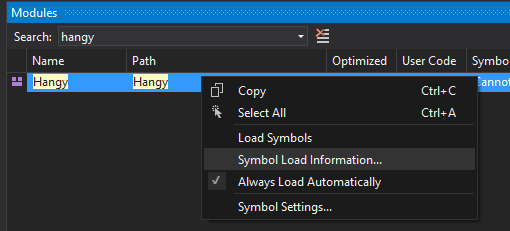 Modules
Search: hangy
Name Path Optimized User Code Symbo
Hangy Hangy Cannot
Copy Ctrl+C
Select All Ctrl+A
Load Symbols
Symbol Load Information...
Always Load Automatically
Symbol Settings...